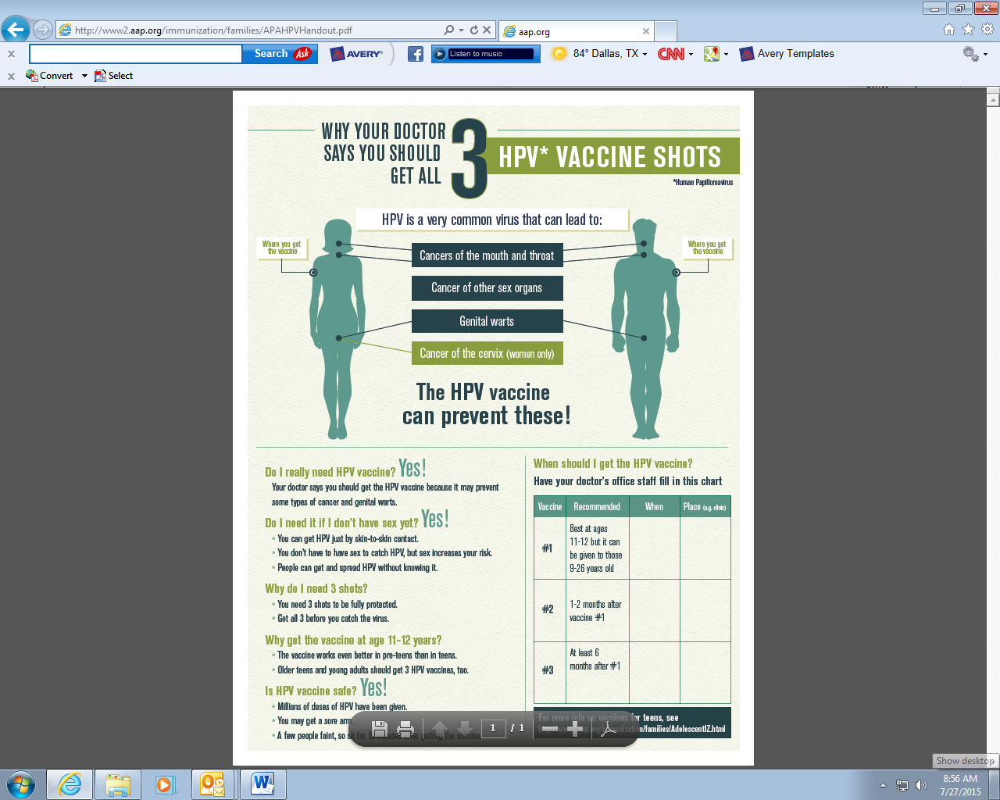 http://www2.aap.org/immunization/families/APAHPVHandout.pdf
aap.org
Search Ask
AVERY
Listen to music
84° Dallas, TX
CNN
Avery Templates
Convert
Select
WHY YOUR DOCTOR
SAYS YOU SHOULD
GET ALL
3
HPV* VACCINE SHOTS
*Human Papillomavirus
HPV is a very common virus that can lead to:
Where you get
the vaccine
Where you get
the vaccine
Cancers of the mouth and throat
Cancer of other sex organs
Genital warts
Cancer of the cervix (women only)
The HPV vaccine
can prevent these!
Do I really need HPV vaccine? Yes!
Your doctor says you should get the HPV vaccine because it may prevent
some types of cancer and genital warts.
Do I need it if I don't have sex yet? Yes!
• You can get HPV just by skin-to-skin contact.
• You don't have to have sex to catch HPV, but sex increases your risk.
• People can get and spread HPV without knowing it.
Why do I need 3 shots?
• You need 3 shots to be fully protected.
• Get all 3 before you catch the virus.
Why get the vaccine at age 11-12 years?
• The vaccine works even better in pre-teens than in teens.
• Older teens and young adults should get 3 HPV vaccines, too.
Is HPV vaccine safe? Yes!
• Millions of doses of HPV have been given.
• You may get a sore arm.
• A few people faint, so sit for 15 minutes after getting the vaccine.
When should I get the HPV vaccine?
Have your doctor's office staff fill in this chart
Vaccine Recommended When Place (e.g. clinic)
#1
Best at ages
11-12 but it can
be given to those
9-26 years old
#2
1-2 months after
vaccine #1
#3
At least 6
months after #1
For more info on vaccines for teens, see
/immunization/families/AdolescentIZ.html
1 / 1
Show desktop
8:56 AM
7/27/2015